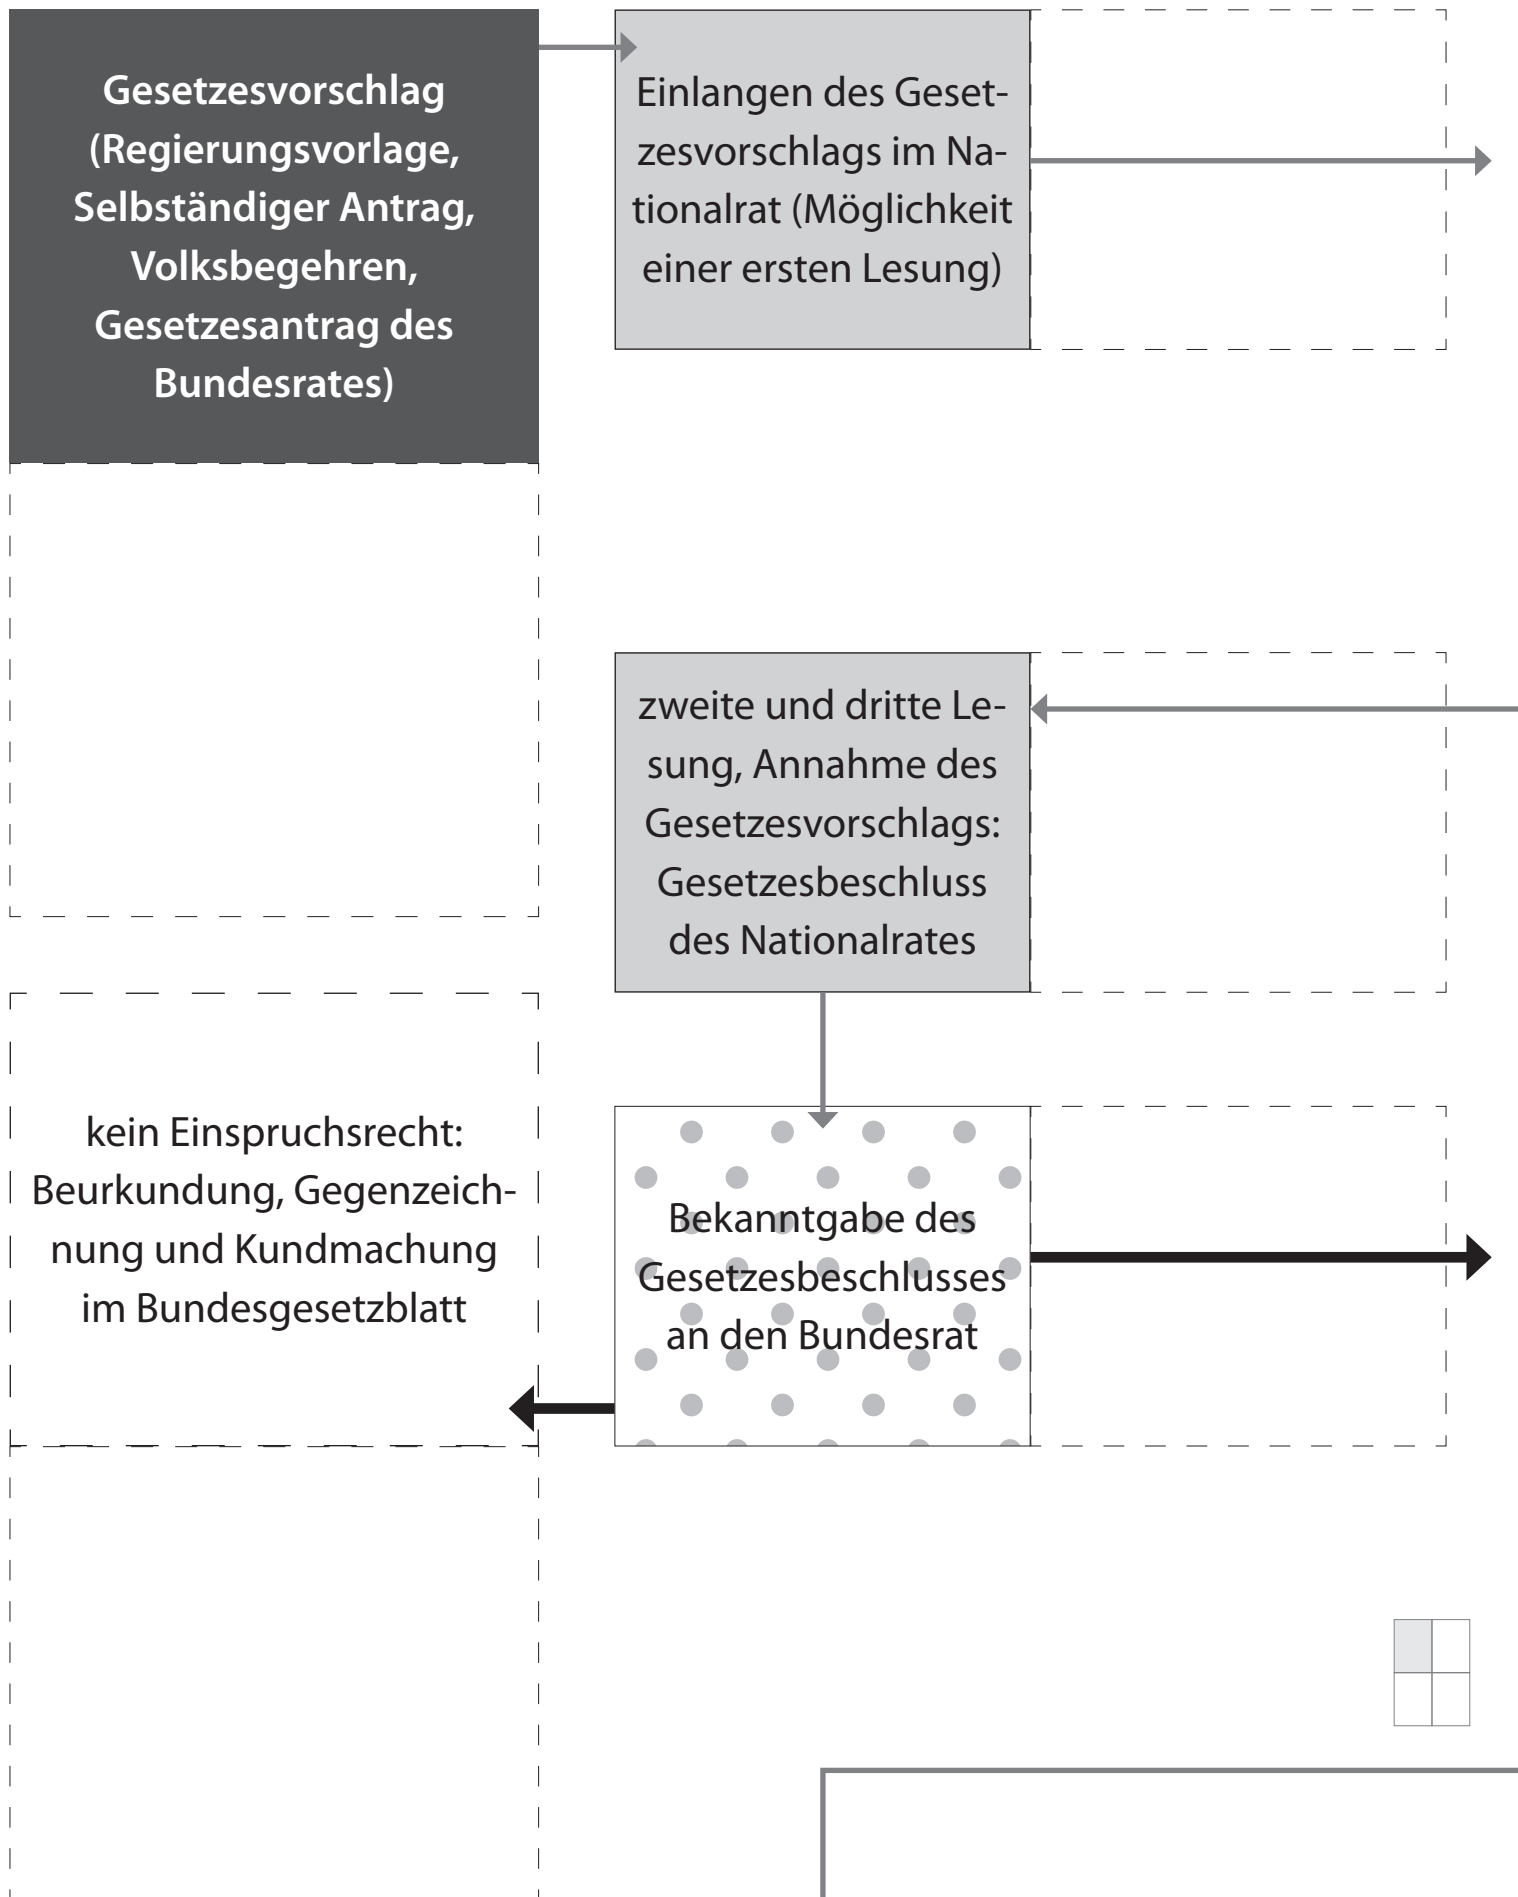 Gesetzesvorschlag
(Regierungsvorlage,
Selbständiger Antrag,
Volksbegehren,
Gesetzesantrag des
Bundesrates)
Einlangen des Geset-
zesvorschlags im Na-
tionalrat (Möglichkeit
einer ersten Lesung)
zweite und dritte Le-
sung, Annahme des
Gesetzesvorschlags:
Gesetzesbeschluss
des Nationalrates
kein Einspruchsrecht:
Beurkundung, Gegenzeich-
nung und Kundmachung
im Bundesgesetzblatt
Bekanntgabe des
Gesetzesbeschlusses
an den Bundesrat